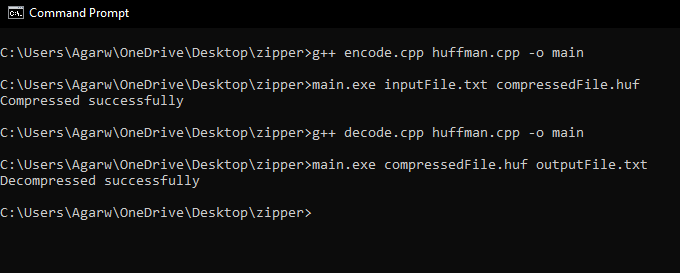 Command Prompt
C:\Users\Agarw\OneDrive\Desktop\zipper>g++ encode.cpp huffman.cpp -o main
C:\Users\Agarw\OneDrive\Desktop\zipper>main.exe inputFile.txt compressedFile.huf
Compressed successfully
C:\Users\Agarw\OneDrive\Desktop\zipper>g++ decode.cpp huffman.cpp -o main
C:\Users\Agarw\OneDrive\Desktop\zipper>main.exe compressedFile.huf outputFile.txt
Decompressed successfully
C:\Users\Agarw\OneDrive\Desktop\zipper>